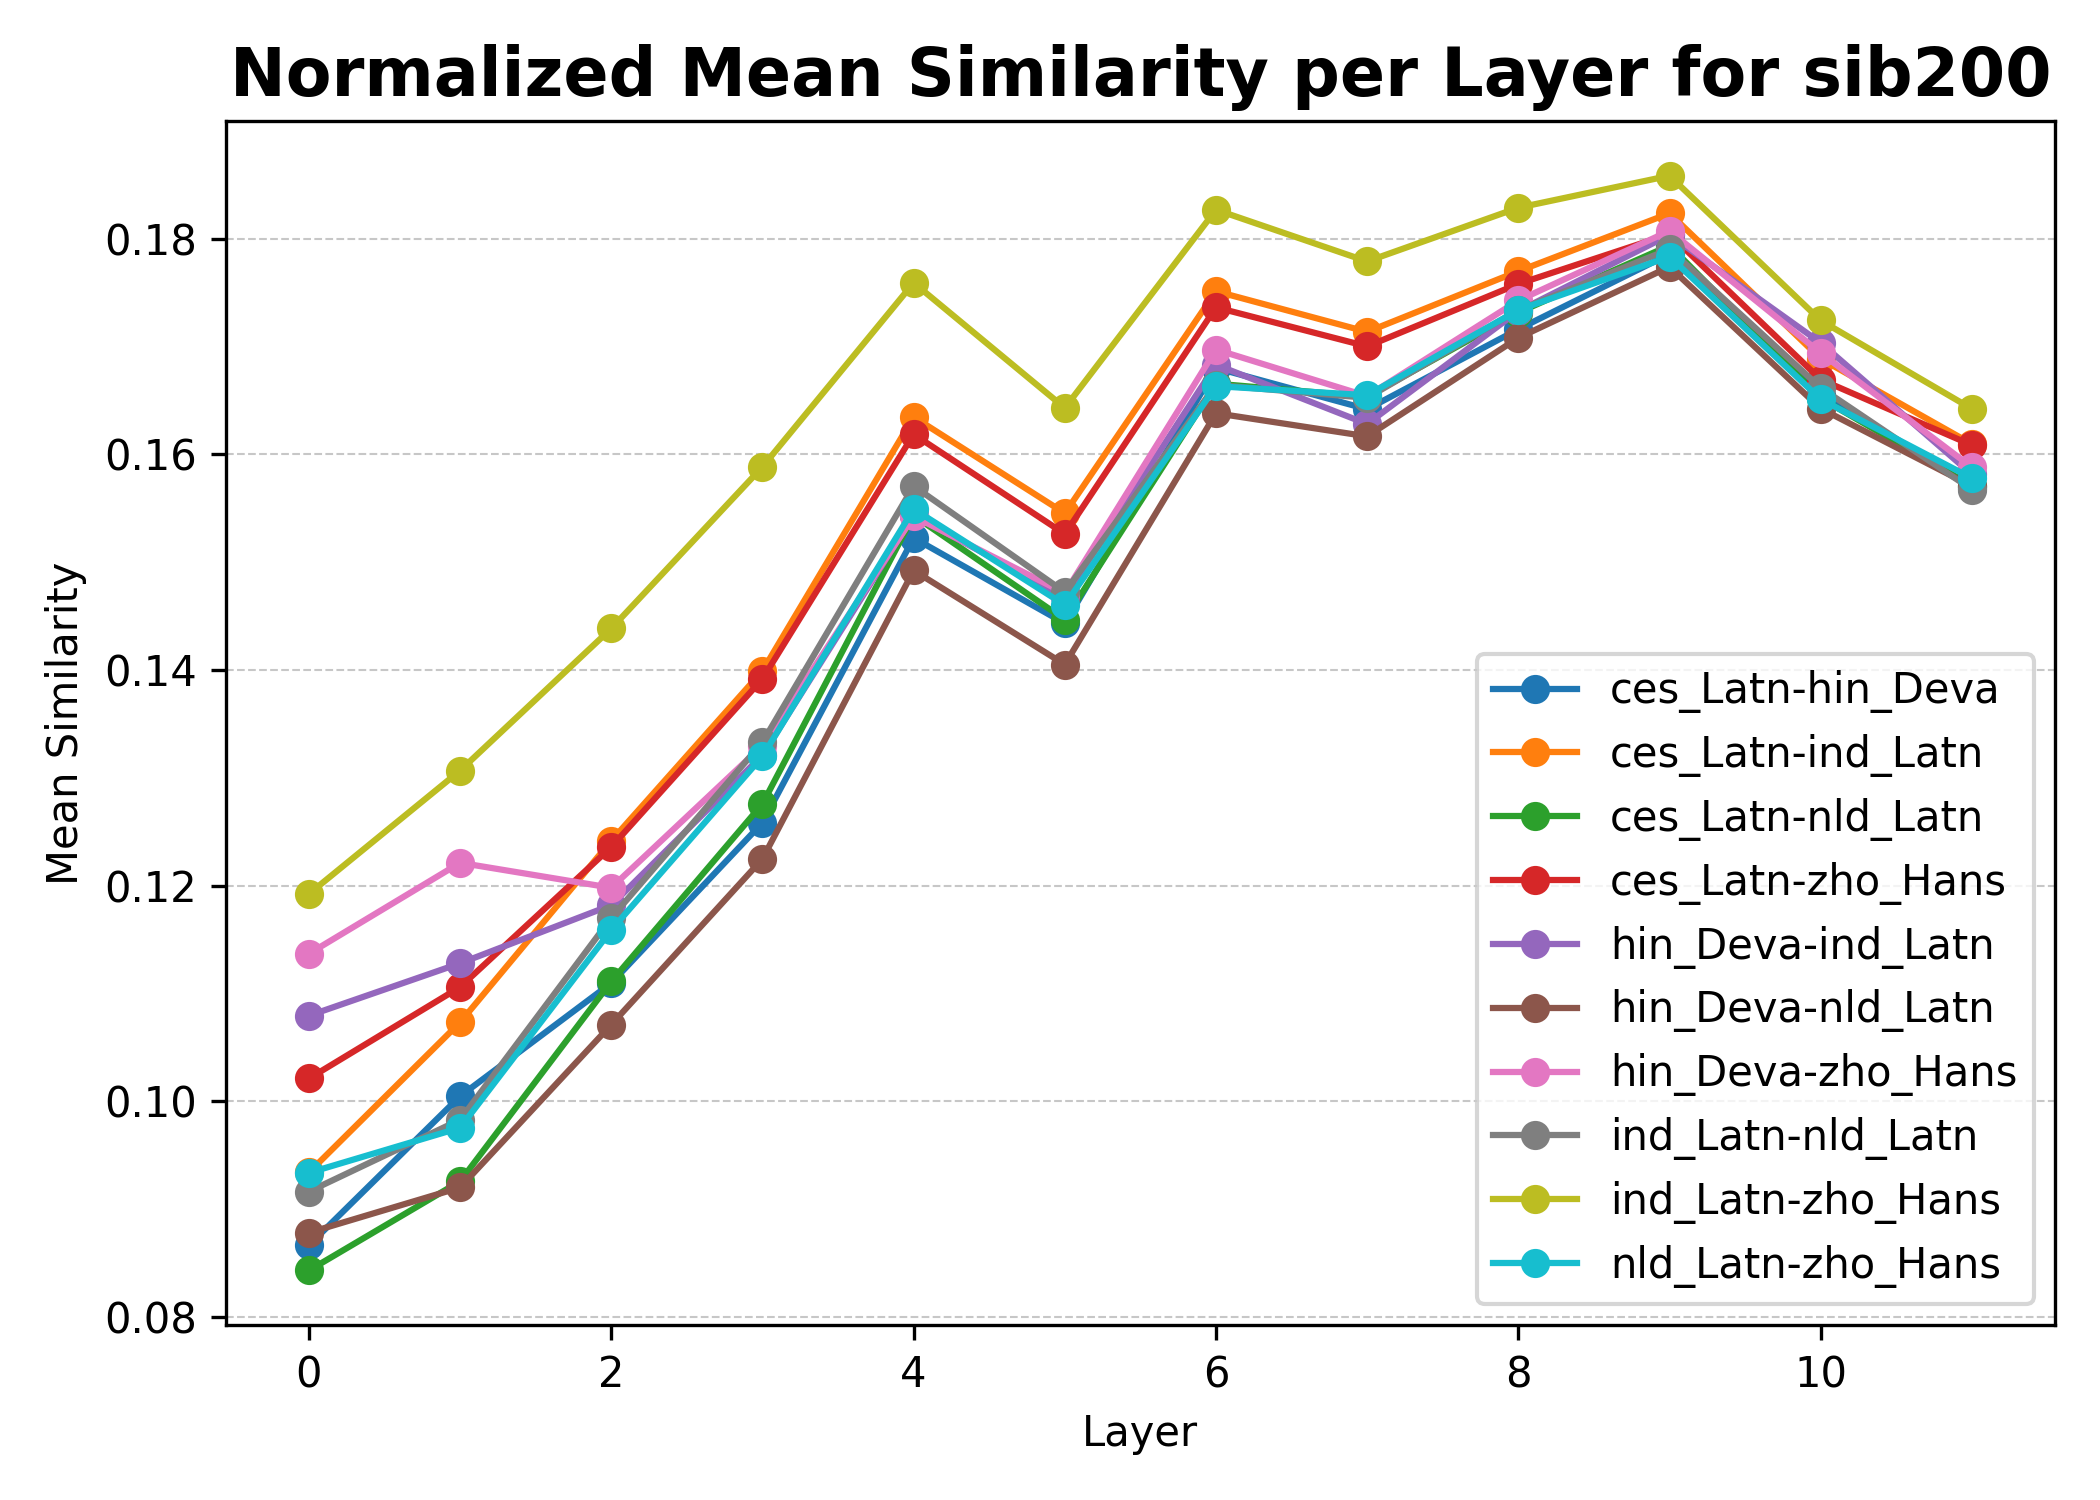 Normalized Mean Similarity per Layer for sib200
Mean Similarity
0.18
0.16
0.14
0.12
0.10
0.08
0
2
4
6
8
10
Layer
ces_Latn-hin_Deva
ces_Latn-ind_Latn
ces_Latn-nld_Latn
ces_Latn-zho_Hans
hin_Deva-ind_Latn
hin_Deva-nld_Latn
hin_Deva-zho_Hans
ind_Latn-nld_Latn
ind_Latn-zho_Hans
nld_Latn-zho_Hans